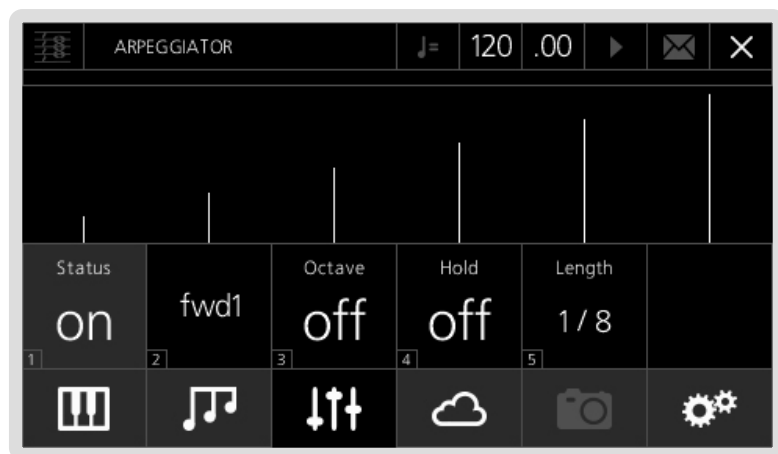 ARPEGGIATOR
♩= 120 .00
Status
on
1
fwd1
2
Octave
off
3
Hold
off
4
Length
1/8
5